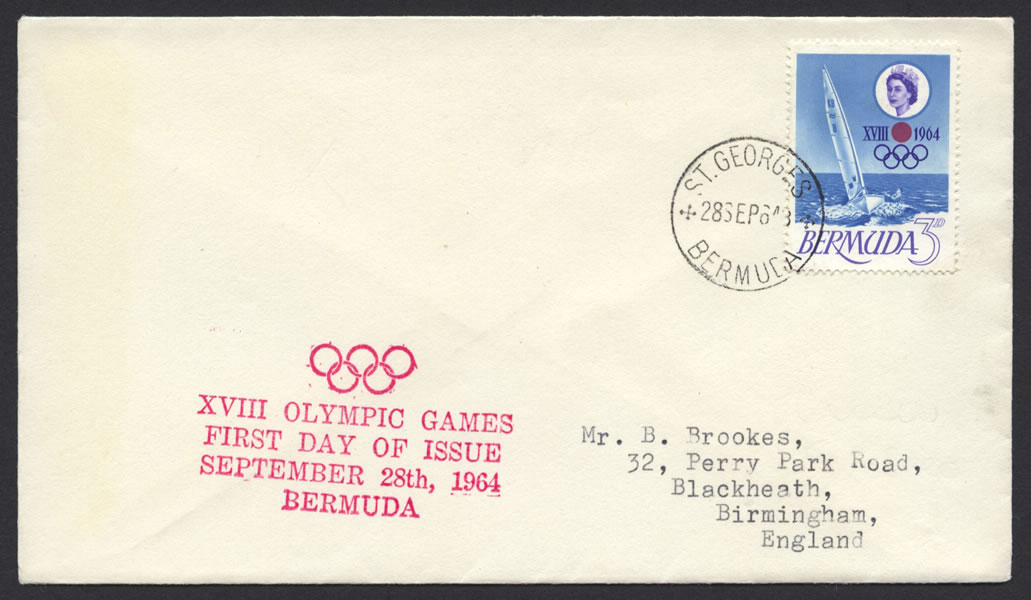 XVIII 1964
BERMUDA 3D
ST. GEORGES
28 SEP 64
BERMUDA
XVIII OLYMPIC GAMES
FIRST DAY OF ISSUE
SEPTEMBER 28th, 1964
BERMUDA
Mr. B. Brookes,
32, Perry Park Road,
Blackheath,
Birmingham,
England